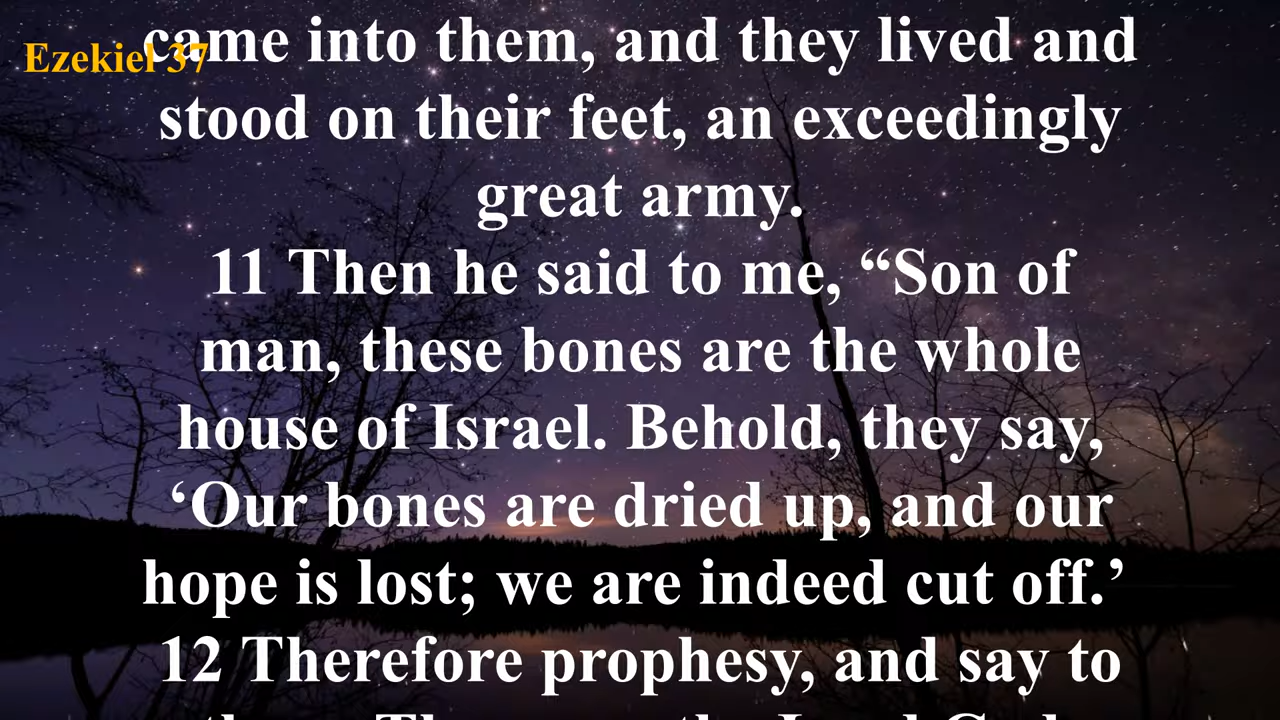 Ezekiel 37
came into them, and they lived and
stood on their feet, an exceedingly
great army.
11 Then he said to me, “Son of
man, these bones are the whole
house of Israel. Behold, they say,
‘Our bones are dried up, and our
hope is lost; we are indeed cut off.’
12 Therefore prophesy, and say to